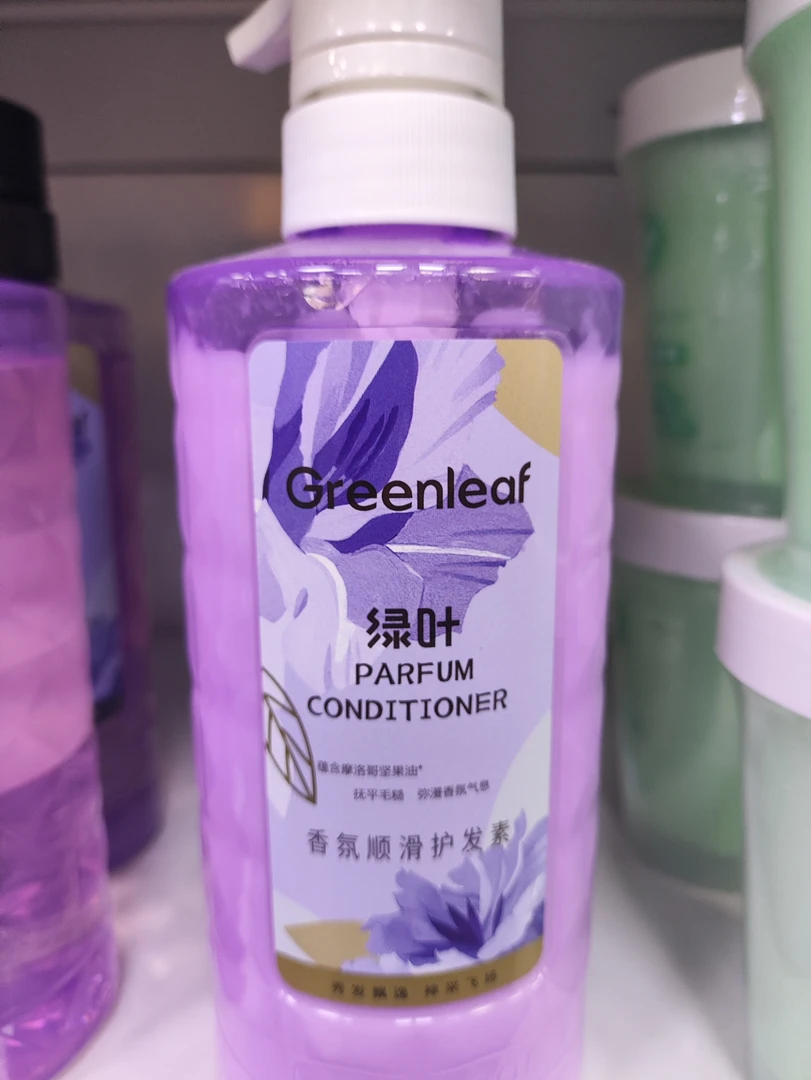 Greenleaf
绿叶
PARFUM
CONDITIONER
蕴含摩洛哥坚果油*
抚平毛糙 弥漫香氛气息
香氛顺滑护发素
秀发飘逸 神采飞扬